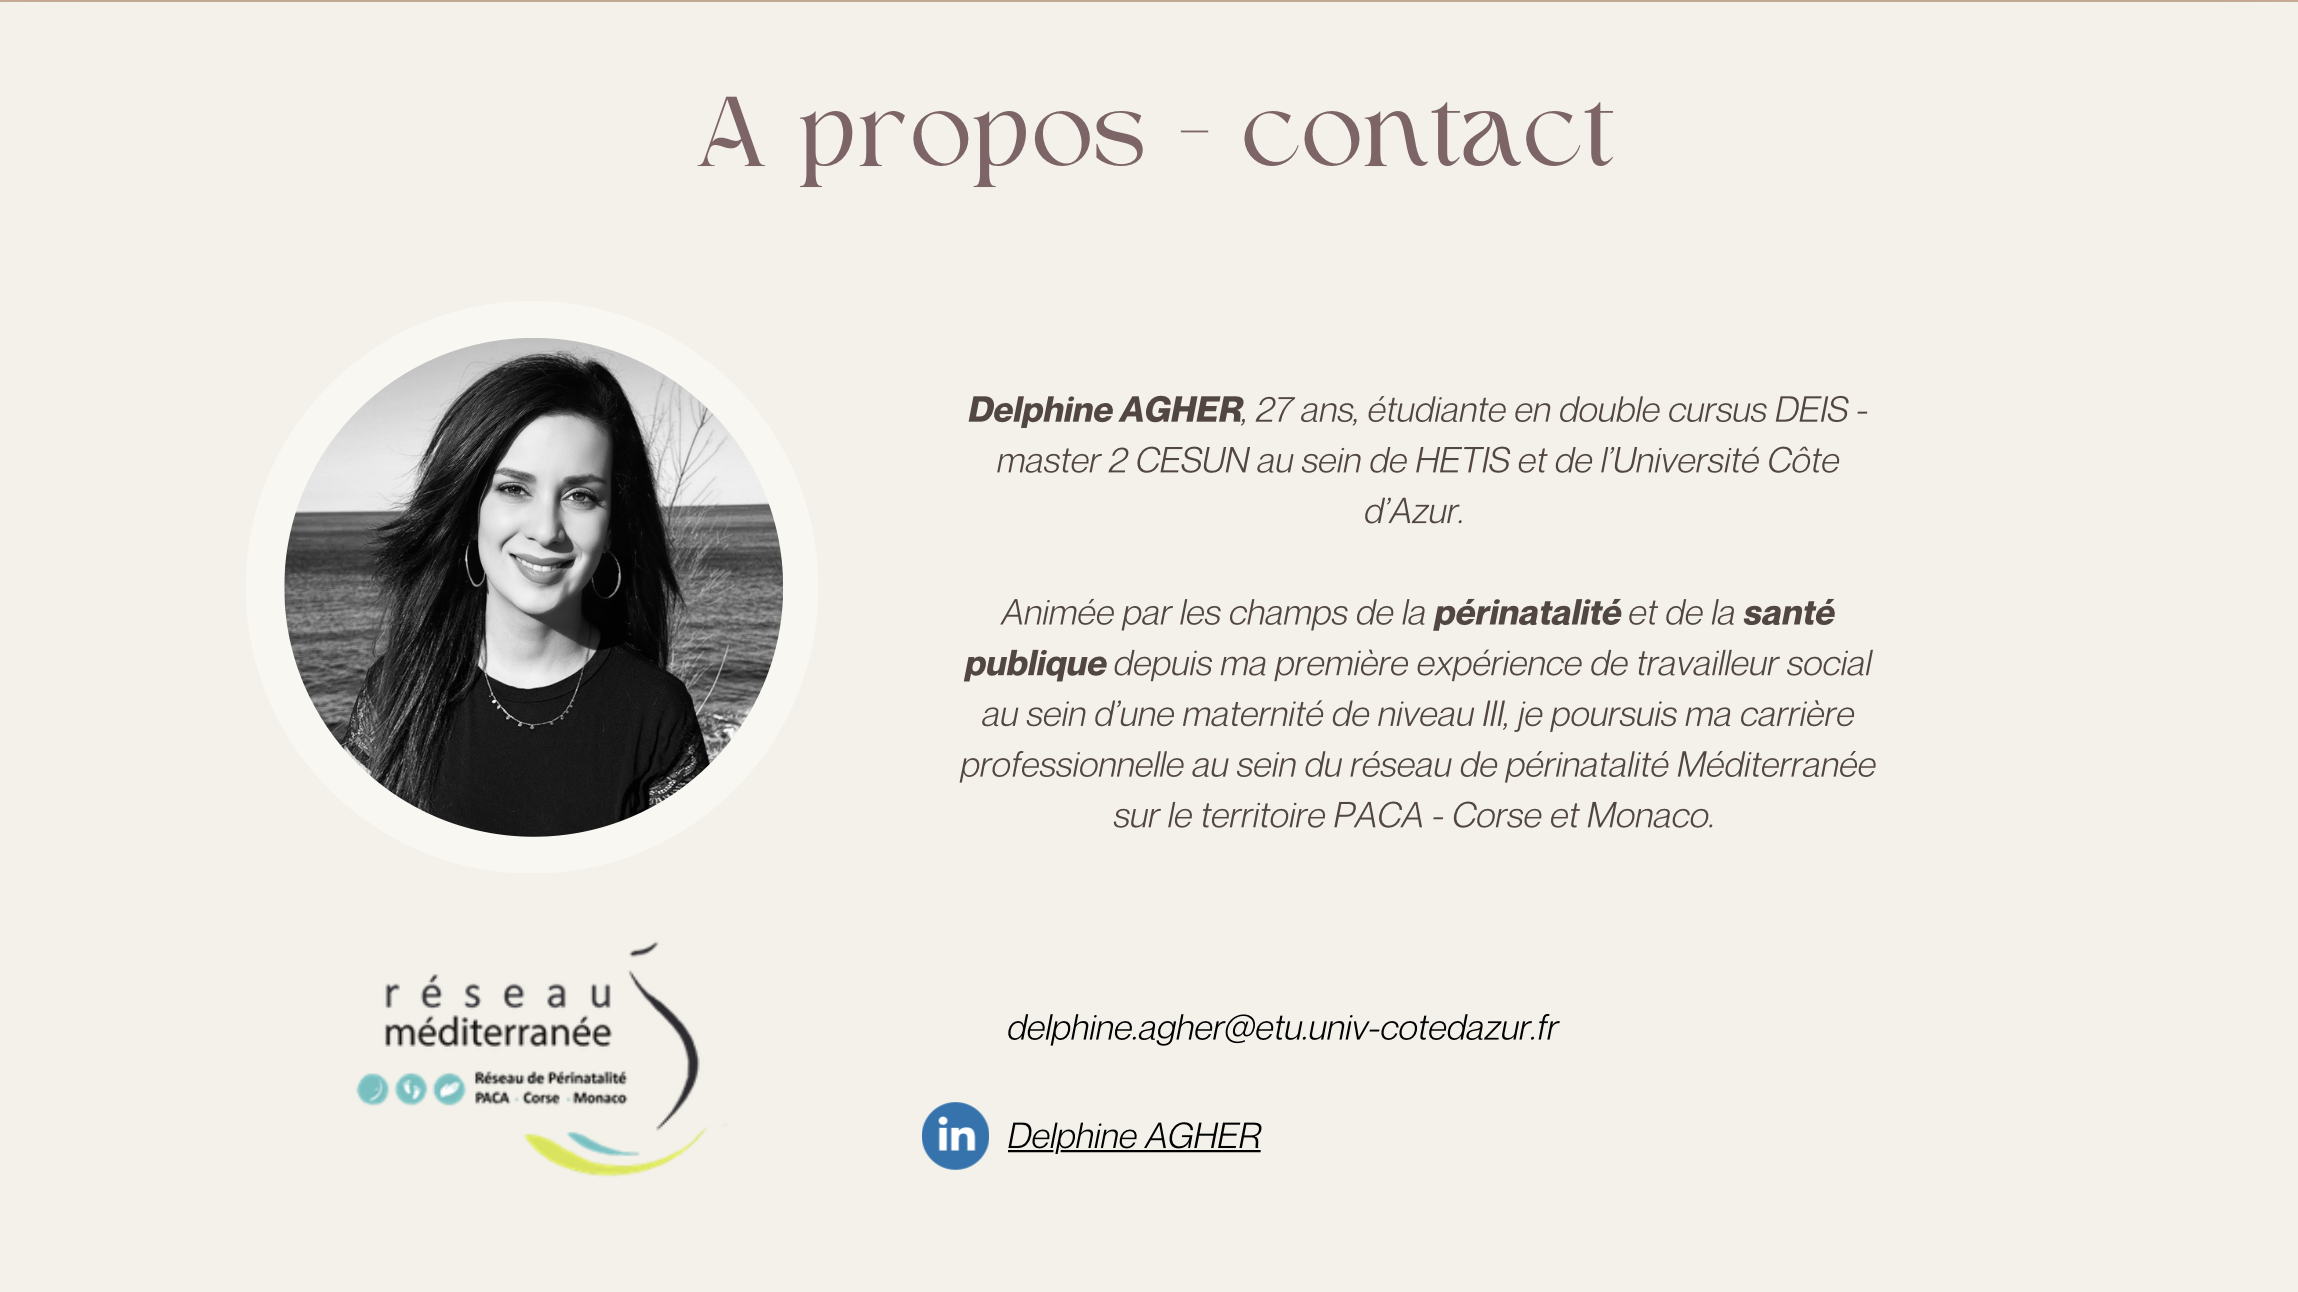 A propos - contact
Delphine AGHER, 27 ans, étudiante en double cursus DEIS -
master 2 CESUN au sein de HETIS et de l’Université Côte
d’Azur.
Animée par les champs de la périnatalité et de la santé
publique depuis ma première expérience de travailleur social
au sein d’une maternité de niveau III, je poursuis ma carrière
professionnelle au sein du réseau de périnatalité Méditerranée
sur le territoire PACA - Corse et Monaco.
réseau
méditerranée
Réseau de Périnatalité
PACA - Corse - Monaco
delphine.agher@etu.univ-cotedazur.fr
in Delphine AGHER